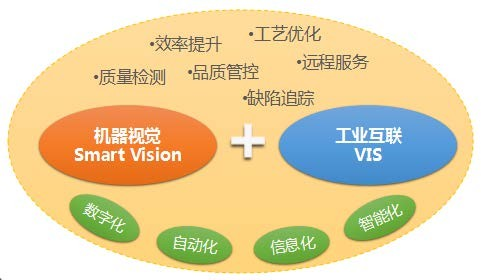 •效率提升
•工艺优化
•质量检测
•品质管控
•远程服务
•缺陷追踪
机器视觉
Smart Vision
工业互联
VIS
数字化
自动化
信息化
智能化